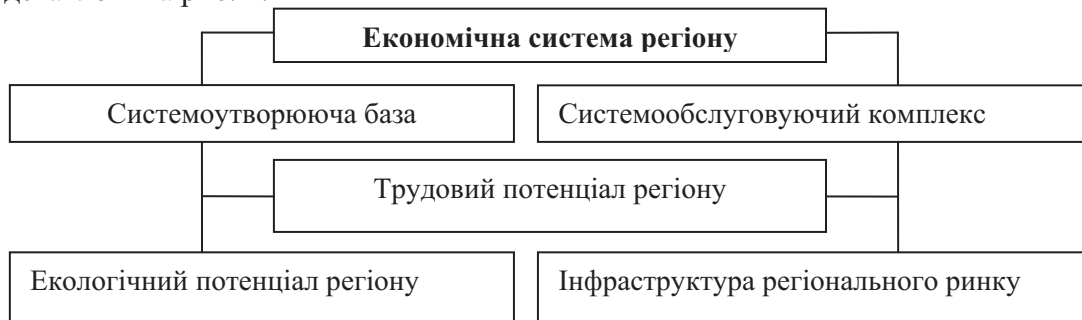 Економічна система регіону
Системоутворююча база
Системообслуговуючий комплекс
Трудовий потенціал регіону
Екологічний потенціал регіону
Інфраструктура регіонального ринку